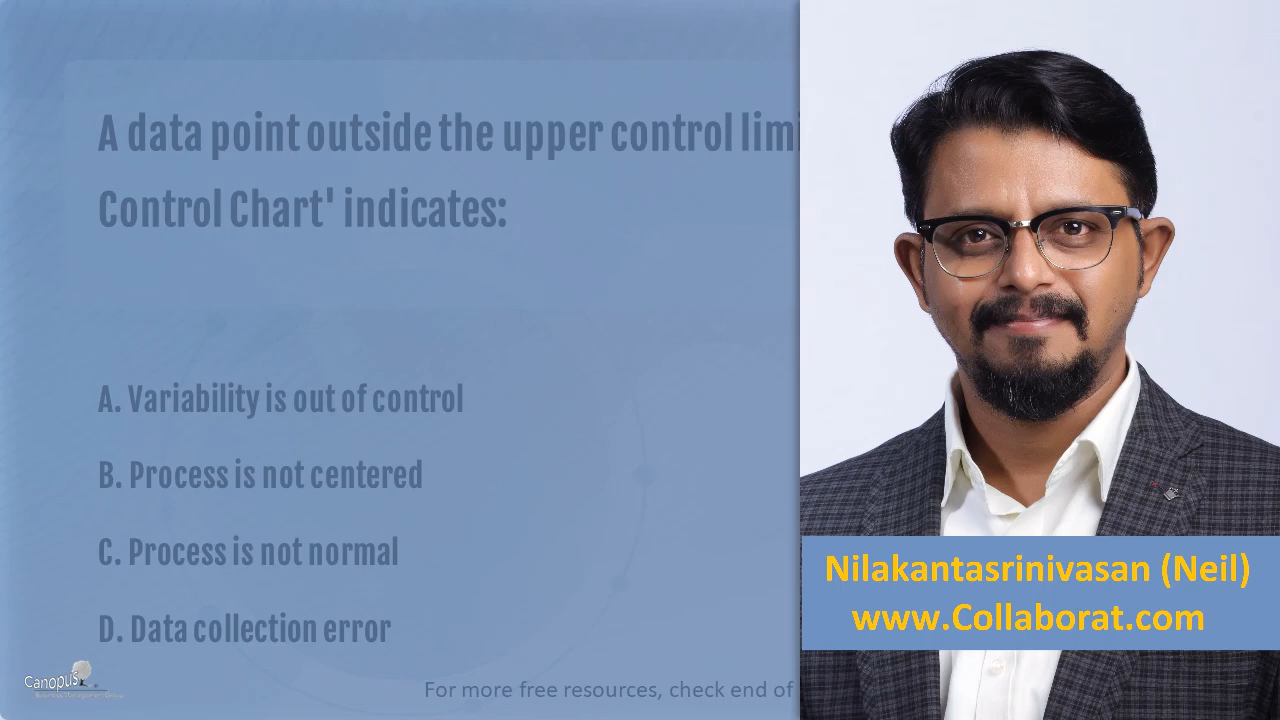 A data point outside the upper control limi
Control Chart' indicates:
A. Variability is out of control
B. Process is not centered
C. Process is not normal
D. Data collection error
Nilakantasrinivasan (Neil)
www.Collaborat.com
Canopus
For more free resources, check end of